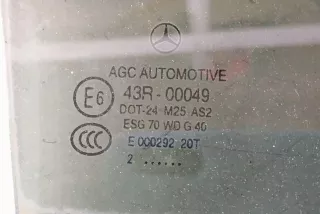 AGC AUTOMOTIVE
E6 43R-00049
DOT-24 M25 AS2
CCC ESG 70 WD G 40
E 000292 20T
2 ......